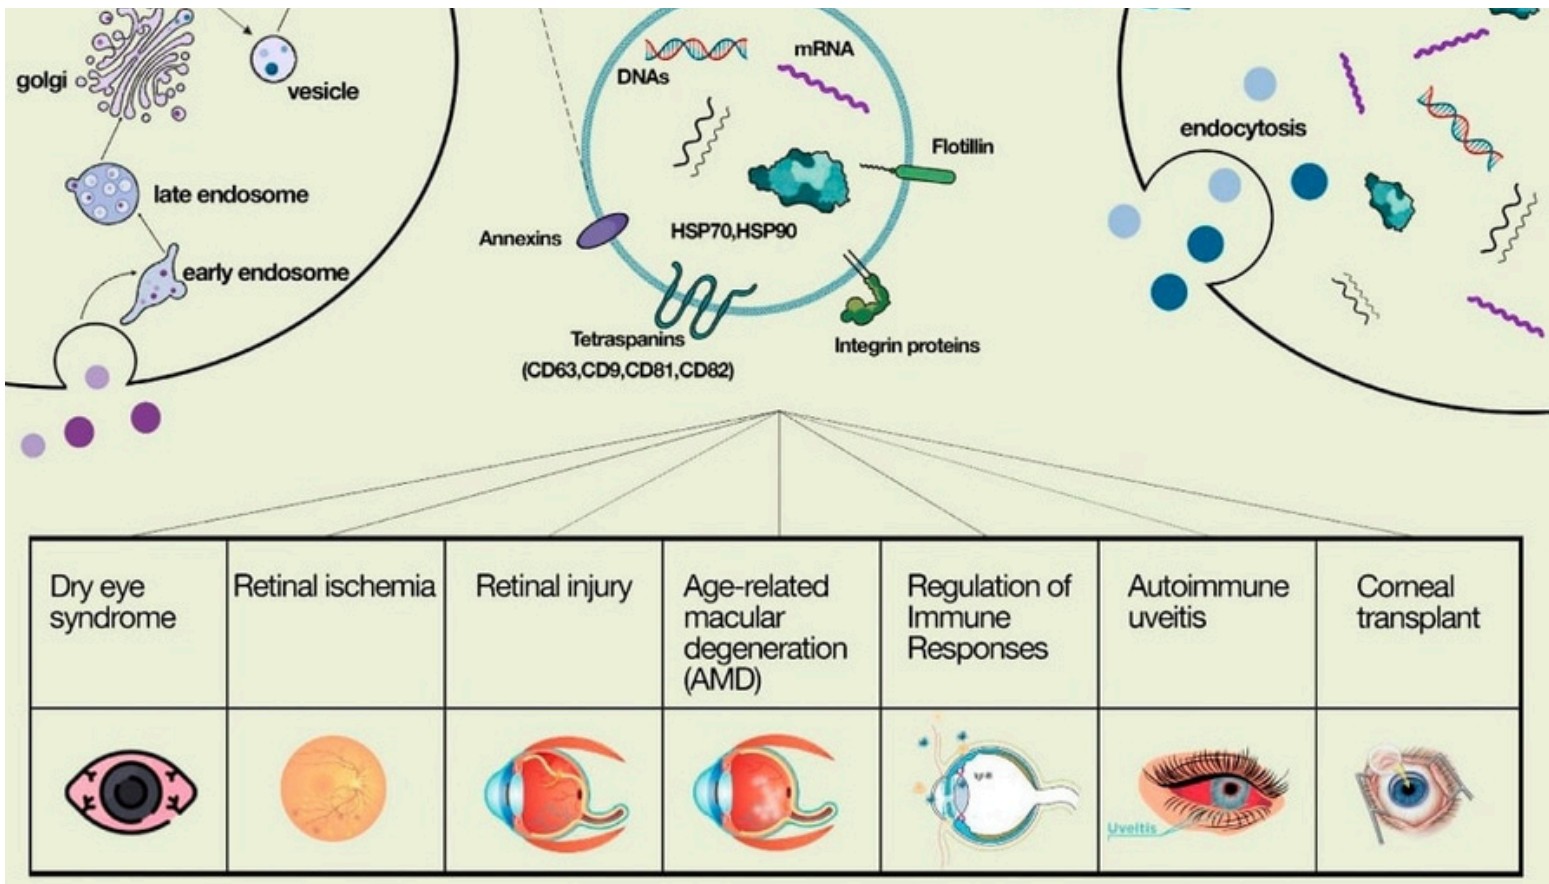 golgi
vesicle
late endosome
early endosome
DNAs
mRNA
Flotillin
Annexins
HSP70,HSP90
Tetraspanins
(CD63,CD9,CD81,CD82)
Integrin proteins
endocytosis
Dry eye
syndrome
Retinal ischemia
Retinal injury
Age-related
macular
degeneration
(AMD)
Regulation of
Immune
Responses
Autoimmune
uveitis
Corneal
transplant
Uveitis